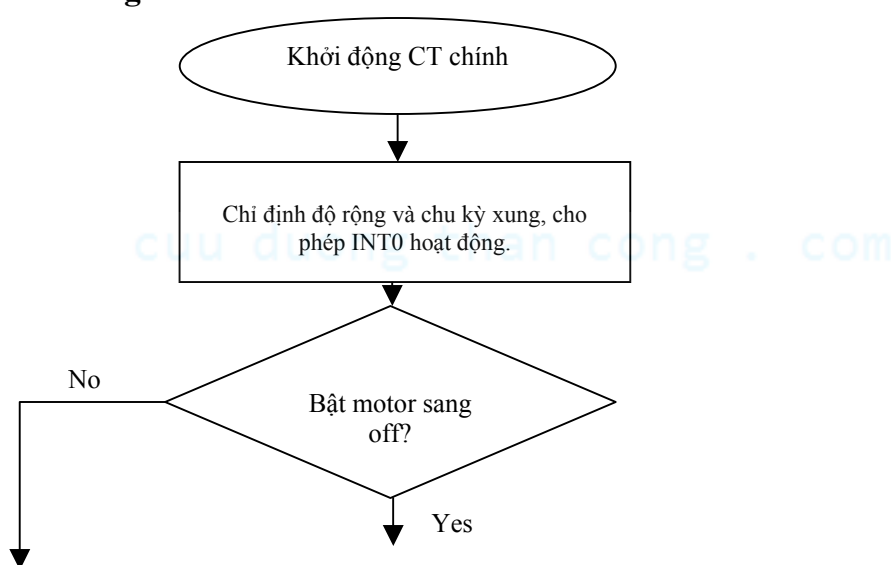 Khởi động CT chính
Chỉ định độ rộng và chu kỳ xung, cho
phép INT0 hoạt động.
cuu duong than cong . com
No
Bật motor sang
off?
Yes